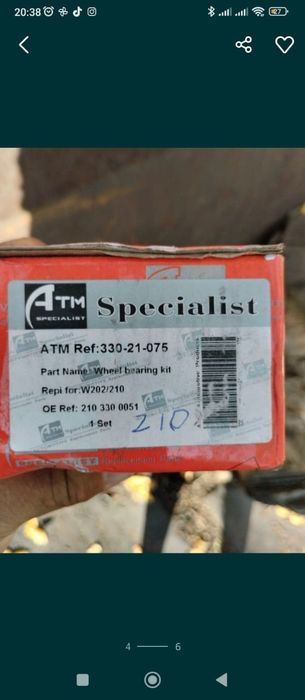 20:38
27
ATM
SPECIALIST
Specialist
ATM Ref:330-21-075
Part Name: Wheel bearing kit
Repl for:W202/210
OE Ref: 210 330 0051
1 Set
210
4
6